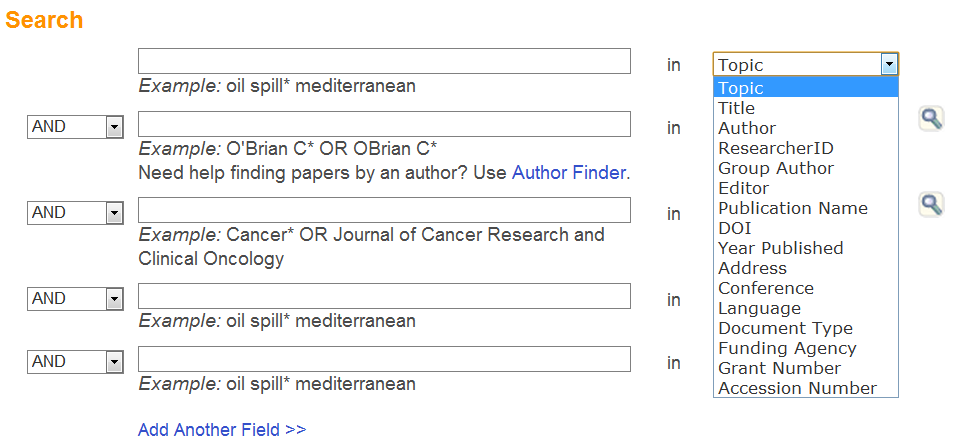 Search
in
Topic
Example: oil spill* mediterranean
Topic
Title
Author
ResearcherID
Group Author
Editor
Publication Name
DOI
Year Published
Address
Conference
Language
Document Type
Funding Agency
Grant Number
Accession Number
AND
in
Example: O'Brian C* OR OBrian C*
Need help finding papers by an author? Use Author Finder.
AND
in
Example: Cancer* OR Journal of Cancer Research and
Clinical Oncology
AND
in
Example: oil spill* mediterranean
AND
in
Example: oil spill* mediterranean
Add Another Field >>